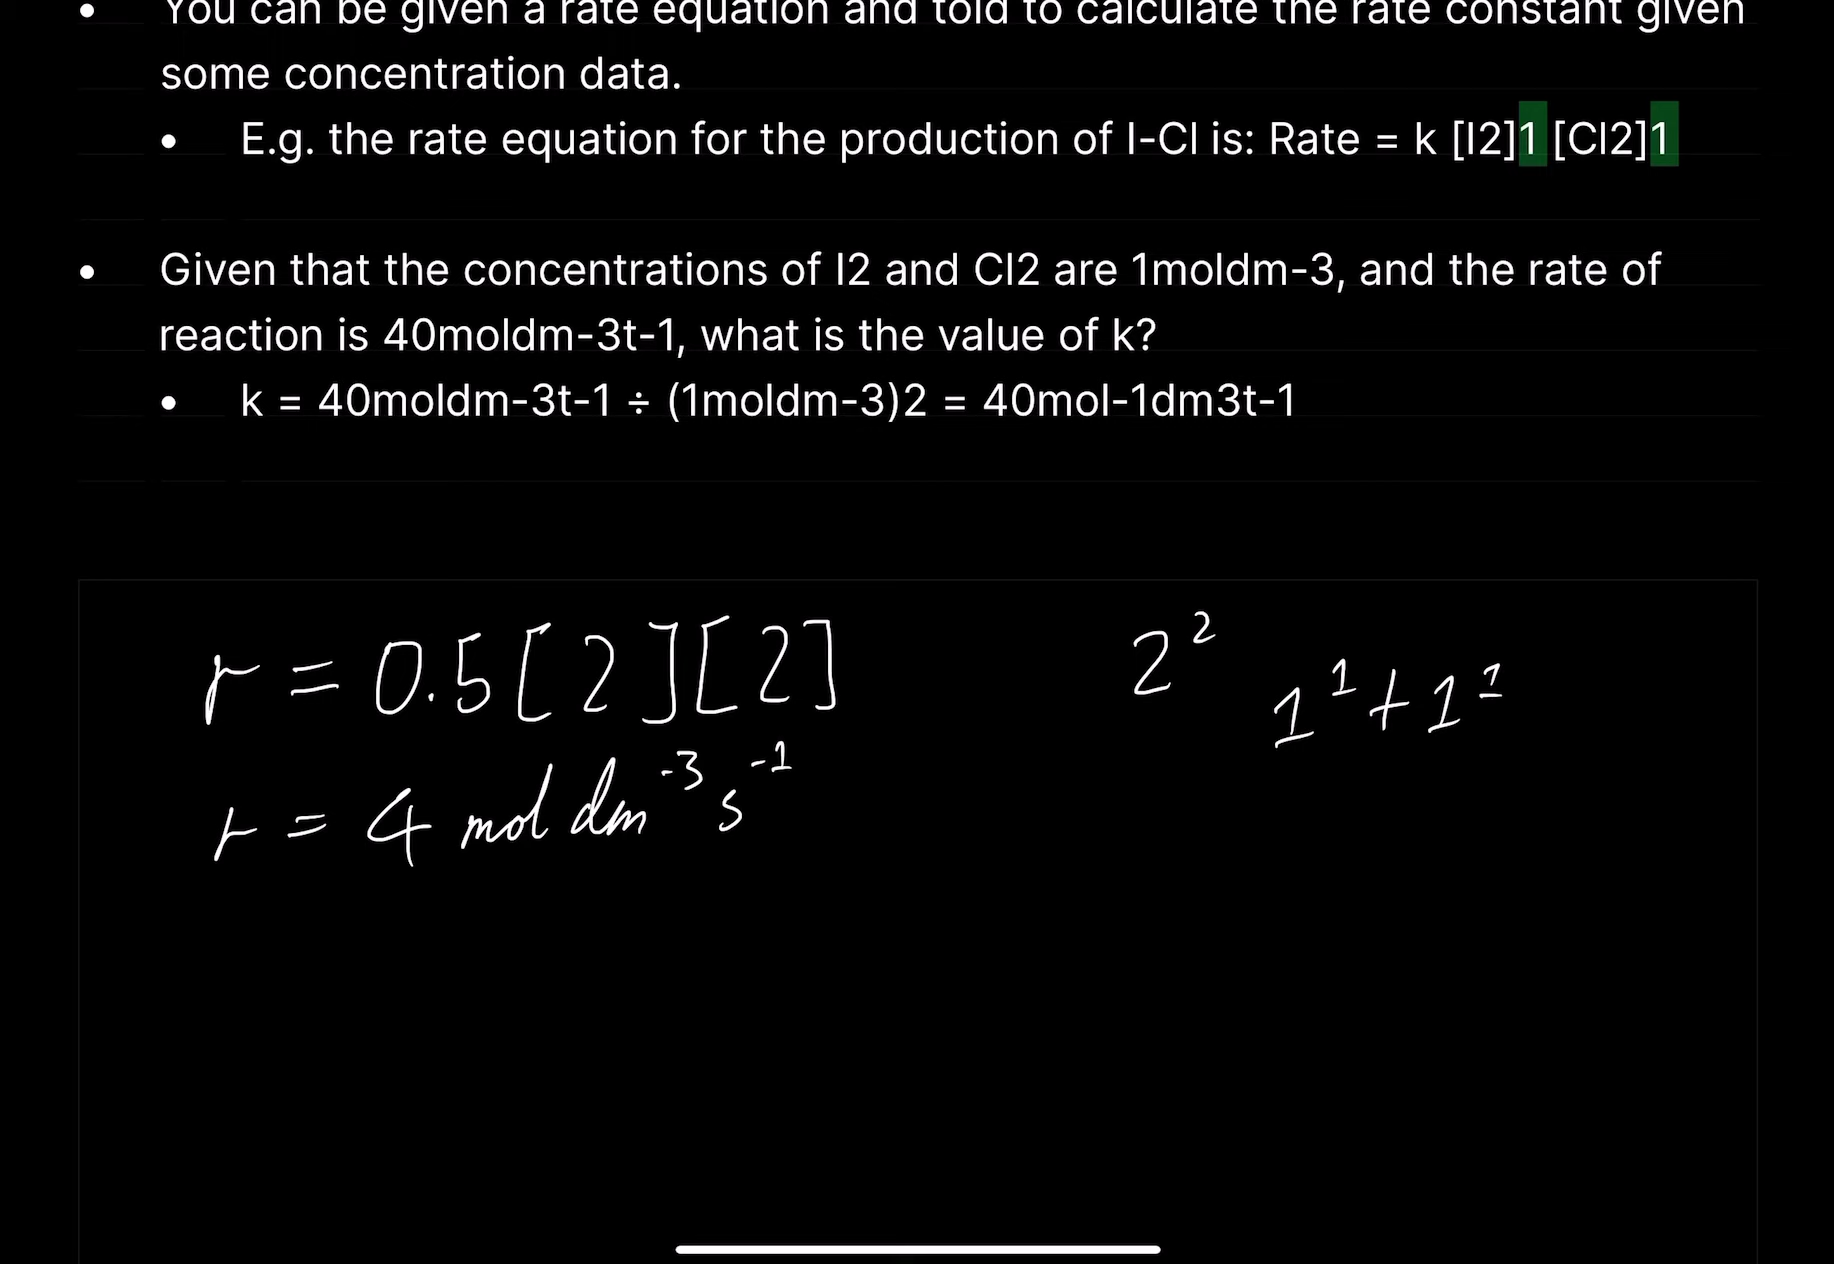 You can be given a rate equation and told to calculate the rate constant given
some concentration data.
E.g. the rate equation for the production of I-Cl is: Rate = k [I2]1 [Cl2]1
Given that the concentrations of I2 and Cl2 are 1moldm-3, and the rate of
reaction is 40moldm-3t-1, what is the value of k?
k = 40moldm-3t-1 ÷ (1moldm-3)2 = 40mol-1dm3t-1
r = 0.5[2][2]
2²
1¹+1¹
r = 4 mol dm⁻³ s⁻¹